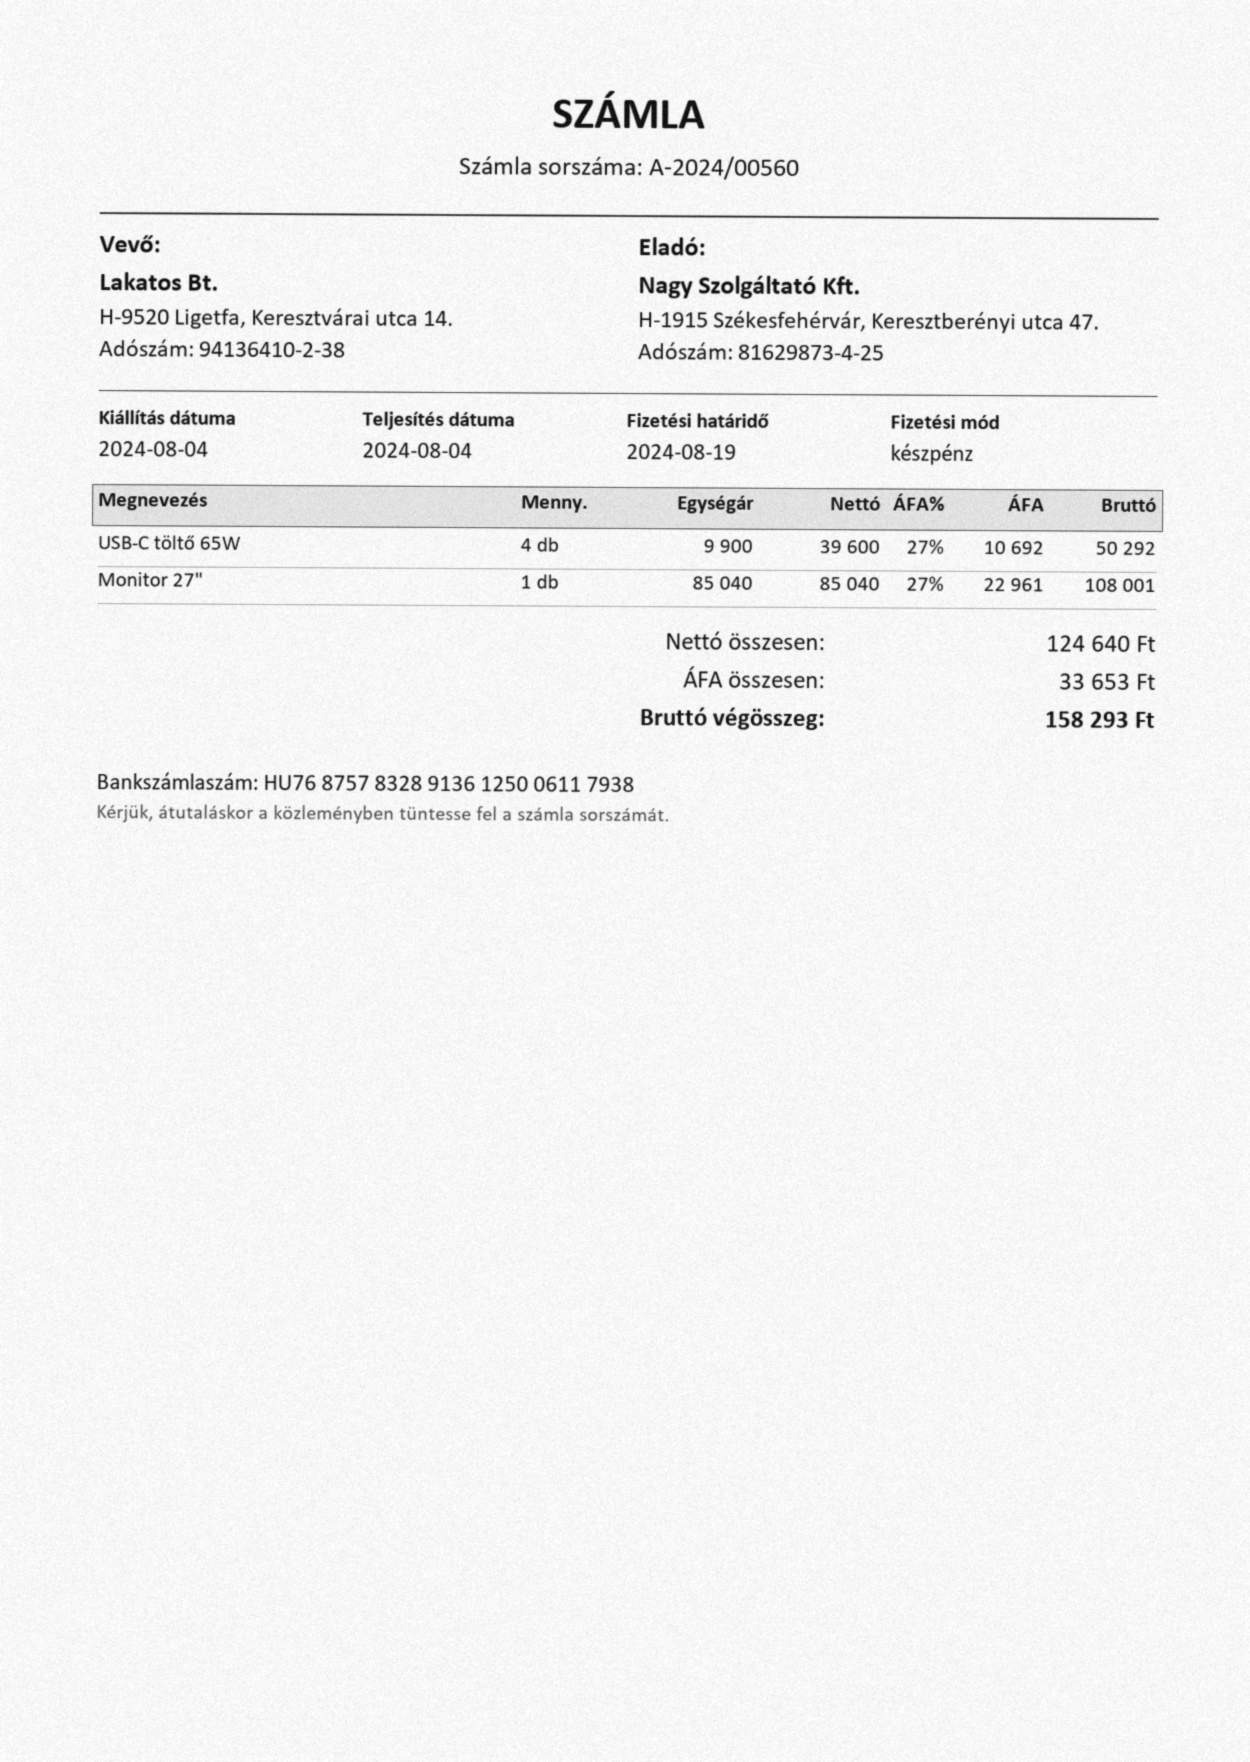 SZÁMLA
Számla sorszáma: A-2024/00560
Vevő:
Lakatos Bt.
H-9520 Ligetfa, Keresztvárai utca 14.
Adószám: 94136410-2-38
Eladó:
Nagy Szolgáltató Kft.
H-1915 Székesfehérvár, Keresztberényi utca 47.
Adószám: 81629873-4-25
Kiállítás dátuma Teljesítés dátuma Fizetési határidő Fizetési mód
2024-08-04 2024-08-04 2024-08-19 készpénz
Megnevezés Menny. Egységár Nettó ÁFA% ÁFA Bruttó
USB-C töltő 65W 4 db 9 900 39 600 27% 10 692 50 292
Monitor 27" 1 db 85 040 85 040 27% 22 961 108 001
Nettó összesen: 124 640 Ft
ÁFA összesen: 33 653 Ft
Bruttó végösszeg: 158 293 Ft
Bankszámlaszám: HU76 8757 8328 9136 1250 0611 7938
Kérjük, átutaláskor a közleményben tüntesse fel a számla sorszámát.